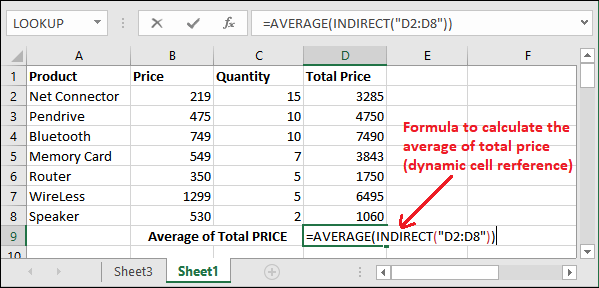 LOOKUP fx =AVERAGE(INDIRECT("D2:D8"))
A B C D E F
1 Product Price Quantity Total Price
2 Net Connector 219 15 3285
3 Pendrive 475 10 4750
4 Bluetooth 749 10 7490
5 Memory Card 549 7 3843
6 Router 350 5 1750
7 WireLess 1299 5 6495
8 Speaker 530 2 1060
Formula to calculate the
average of total price
(dynamic cell rerference)
9 Average of Total PRICE =AVERAGE(INDIRECT("D2:D8"))
10
Sheet3 Sheet1